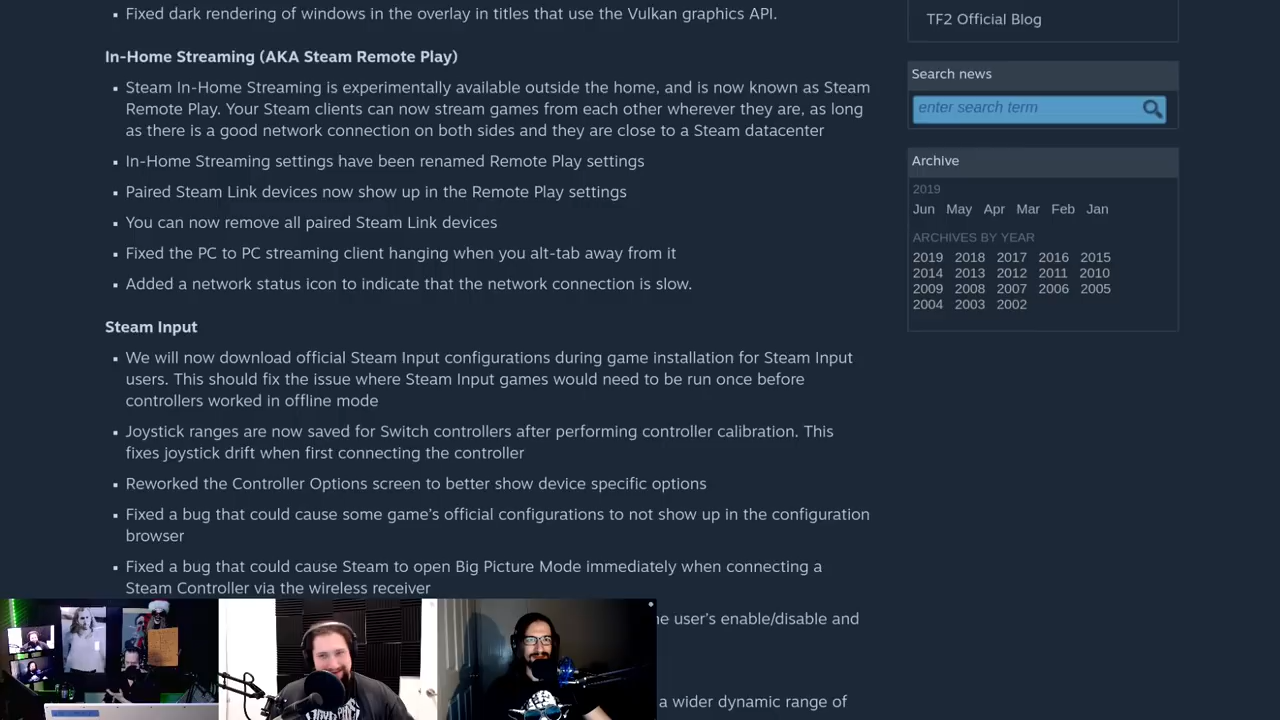 ▪ Fixed dark rendering of windows in the overlay in titles that use the Vulkan graphics API.
In-Home Streaming (AKA Steam Remote Play)
▪ Steam In-Home Streaming is experimentally available outside the home, and is now known as Steam
Remote Play. Your Steam clients can now stream games from each other wherever they are, as long
as there is a good network connection on both sides and they are close to a Steam datacenter
▪ In-Home Streaming settings have been renamed Remote Play settings
▪ Paired Steam Link devices now show up in the Remote Play settings
▪ You can now remove all paired Steam Link devices
▪ Fixed the PC to PC streaming client hanging when you alt-tab away from it
▪ Added a network status icon to indicate that the network connection is slow.
Steam Input
▪ We will now download official Steam Input configurations during game installation for Steam Input
users. This should fix the issue where Steam Input games would need to be run once before
controllers worked in offline mode
▪ Joystick ranges are now saved for Switch controllers after performing controller calibration. This
fixes joystick drift when first connecting the controller
▪ Reworked the Controller Options screen to better show device specific options
▪ Fixed a bug that could cause some game's official configurations to not show up in the configuration
browser
▪ Fixed a bug that could cause Steam to open Big Picture Mode immediately when connecting a
Steam Controller via the wireless receiver
user's enable/disable and
a wider dynamic range of
TF2 Official Blog
Search news
enter search term
Archive
2019
Jun May Apr Mar Feb Jan
ARCHIVES BY YEAR
2019 2018 2017 2016 2015
2014 2013 2012 2011 2010
2009 2008 2007 2006 2005
2004 2003 2002